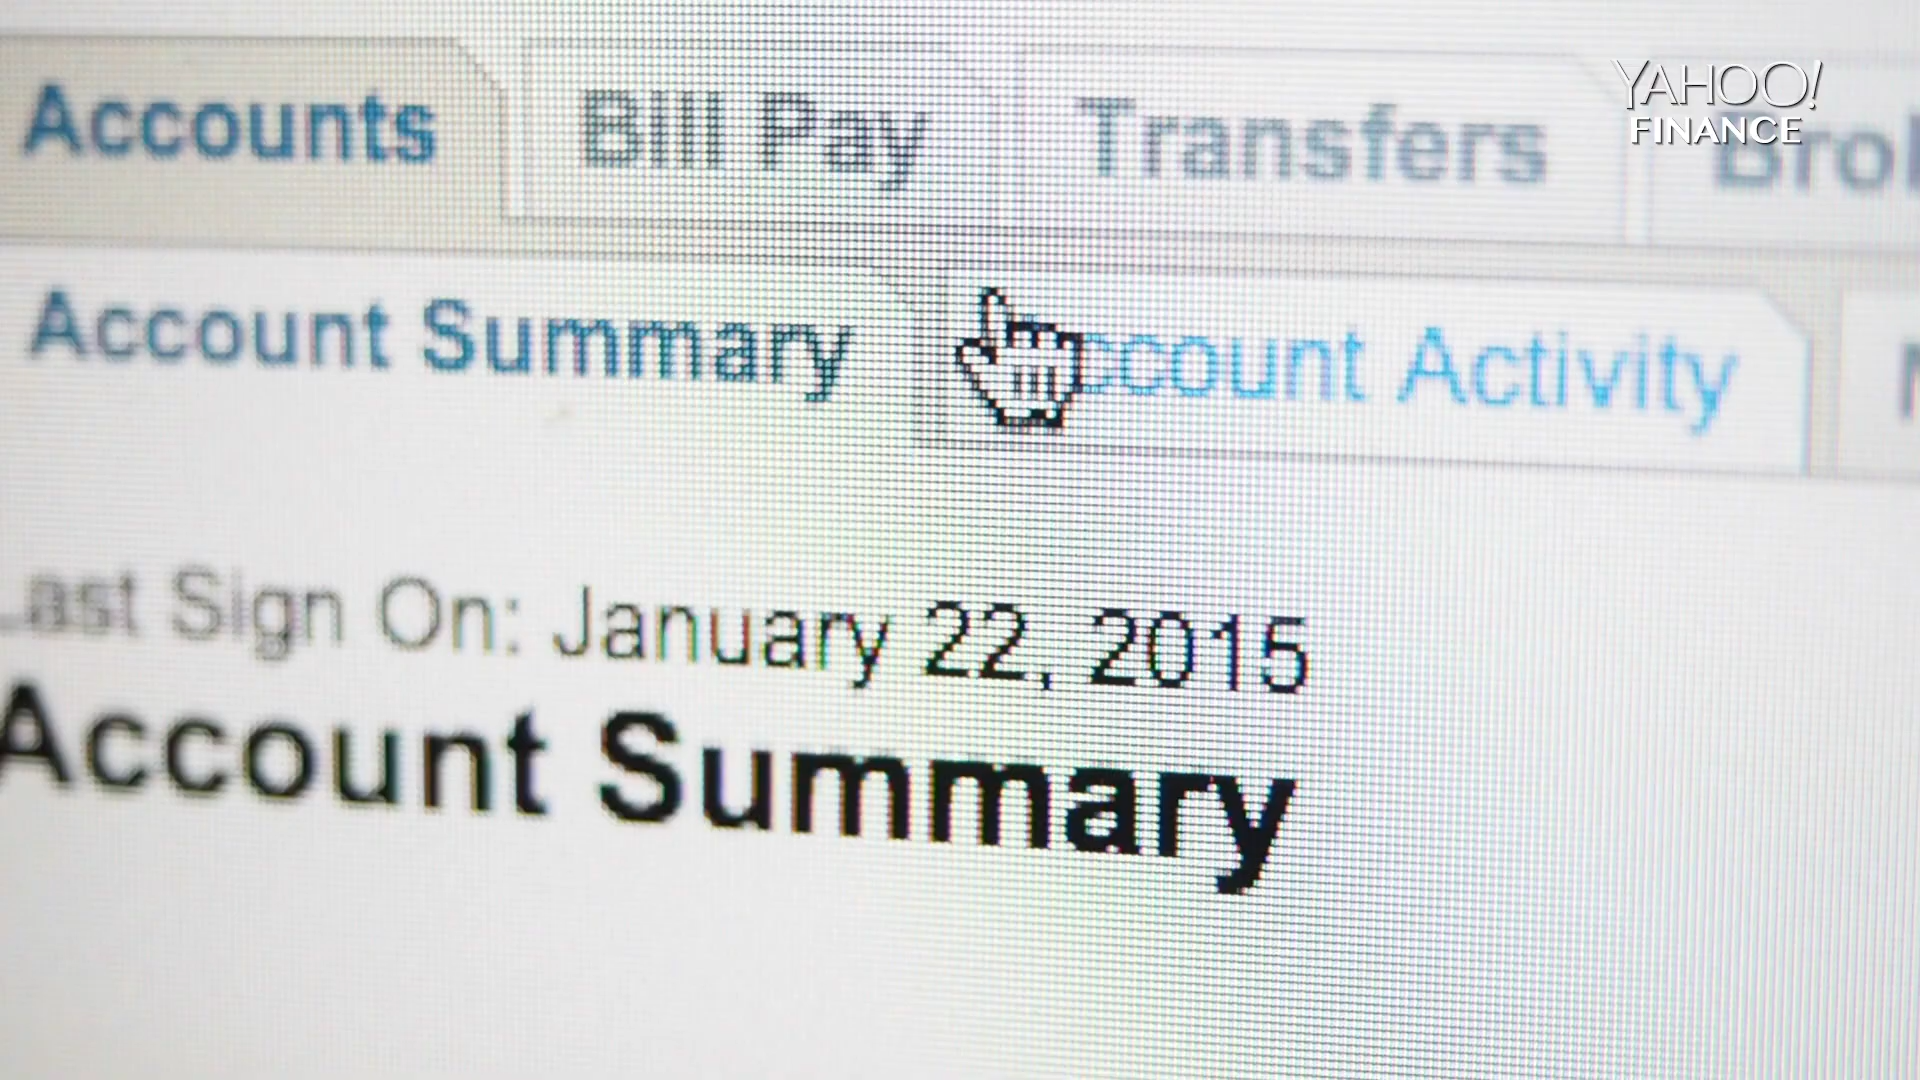 Accounts Bill Pay Transfers
YAHOO!
FINANCE
Account Summary Account Activity
Last Sign On: January 22, 2015
Account Summary